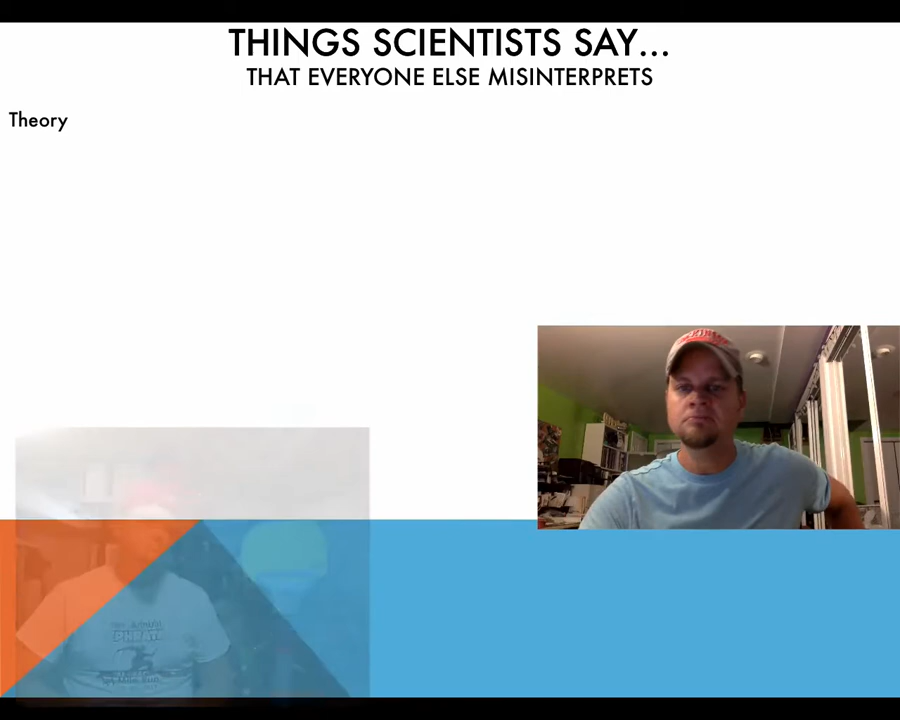 THINGS SCIENTISTS SAY...
THAT EVERYONE ELSE MISINTERPRETS
Theory